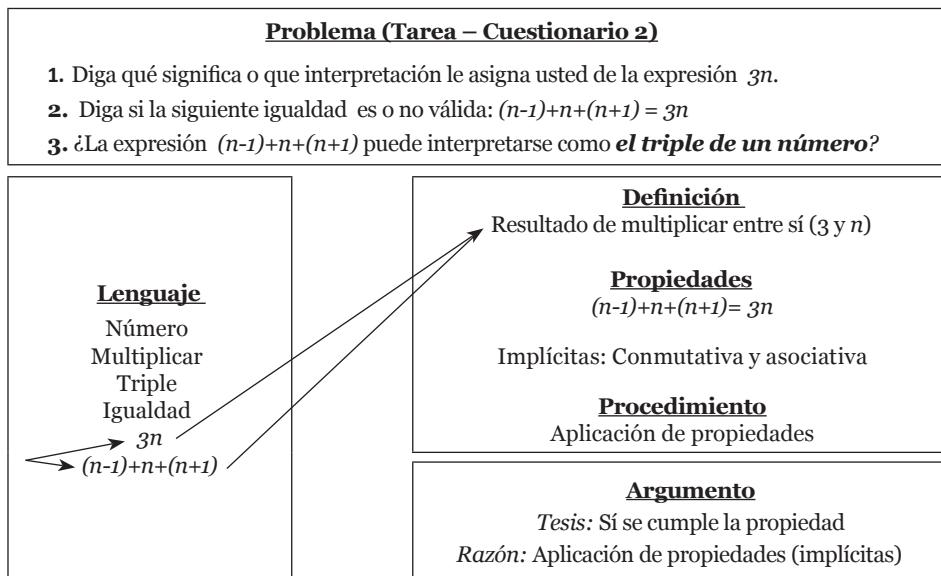 Problema (Tarea – Cuestionario 2)
1. Diga qué significa o que interpretación le asigna usted de la expresión 3n.
2. Diga si la siguiente igualdad es o no válida: (n-1)+n+(n+1) = 3n
3. ¿La expresión (n-1)+n+(n+1) puede interpretarse como el triple de un número?
Lenguaje
Número
Multiplicar
Triple
Igualdad
3n
(n-1)+n+(n+1)
Definición
Resultado de multiplicar entre sí (3 y n)
Propiedades
(n-1)+n+(n+1)= 3n
Implícitas: Conmutativa y asociativa
Procedimiento
Aplicación de propiedades
Argumento
Tesis: Sí se cumple la propiedad
Razón: Aplicación de propiedades (implícitas)